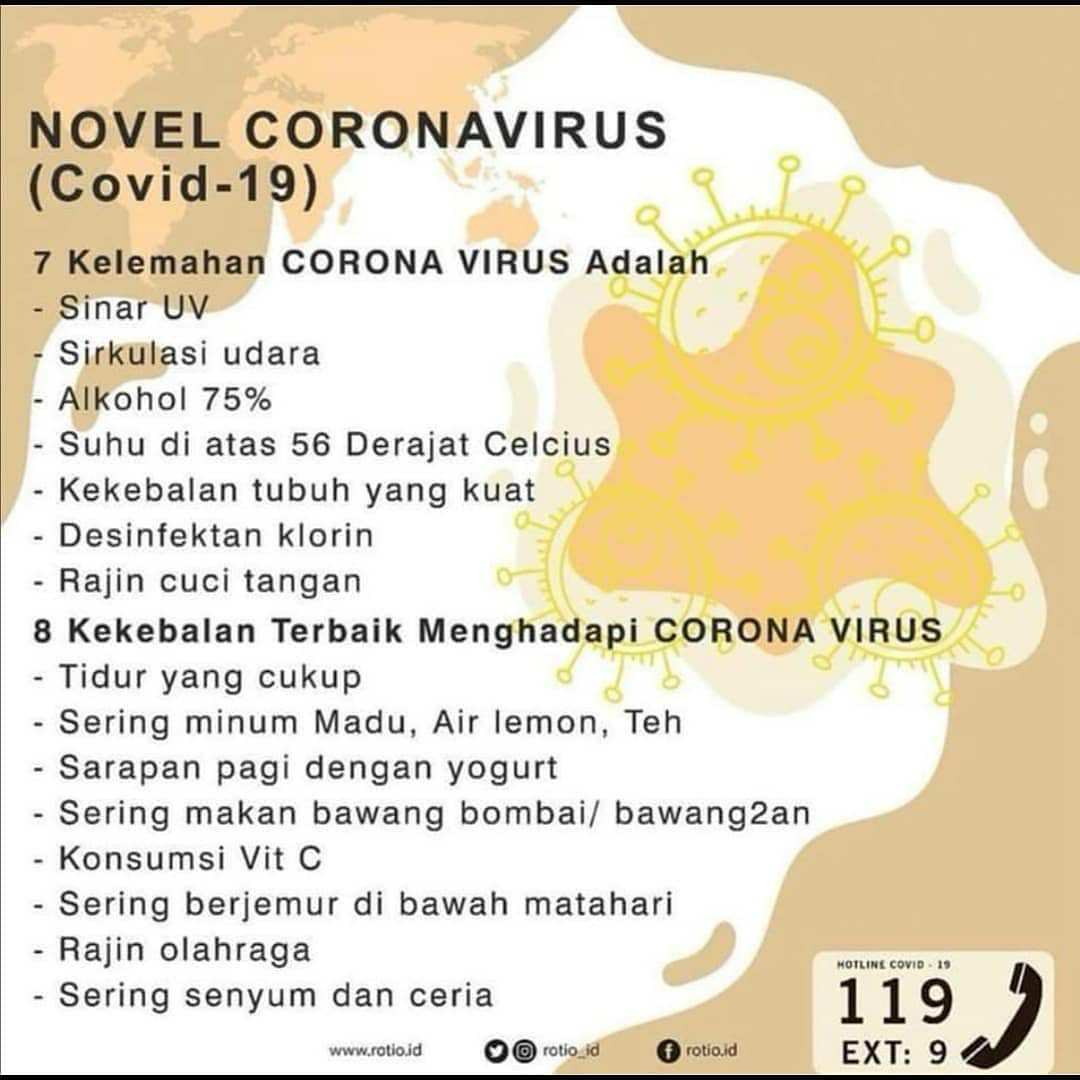 NOVEL CORONAVIRUS
(Covid-19)
7 Kelemahan CORONA VIRUS Adalah
- Sinar UV
- Sirkulasi udara
- Alkohol 75%
- Suhu di atas 56 Derajat Celcius
- Kekebalan tubuh yang kuat
- Desinfektan klorin
- Rajin cuci tangan
8 Kekebalan Terbaik Menghadapi CORONA VIRUS
- Tidur yang cukup
- Sering minum Madu, Air lemon, Teh
- Sarapan pagi dengan yogurt
- Sering makan bawang bombai/ bawang2an
- Konsumsi Vit C
- Sering berjemur di bawah matahari
- Rajin olahraga
- Sering senyum dan ceria
HOTLINE COVID - 19
119
EXT: 9
www.rotio.id rotio_id rotio.id